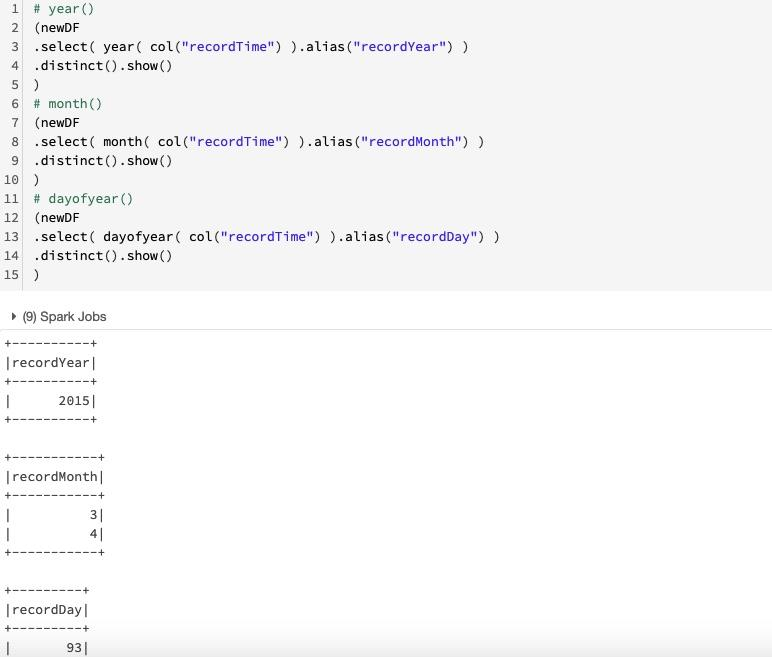 1 # year()
2 (newDF
3 .select( year( col("recordTime") ).alias("recordYear") )
4 .distinct().show()
5 )
6 # month()
7 (newDF
8 .select( month( col("recordTime") ).alias("recordMonth") )
9 .distinct().show()
10 )
11 # dayofyear()
12 (newDF
13 .select( dayofyear( col("recordTime") ).alias("recordDay") )
14 .distinct().show()
15 )
(9) Spark Jobs
+----------+
|recordYear|
+----------+
|      2015|
+----------+
+-----------+
|recordMonth|
+-----------+
|          3|
|          4|
+-----------+
+---------+
|recordDay|
+---------+
|       93|